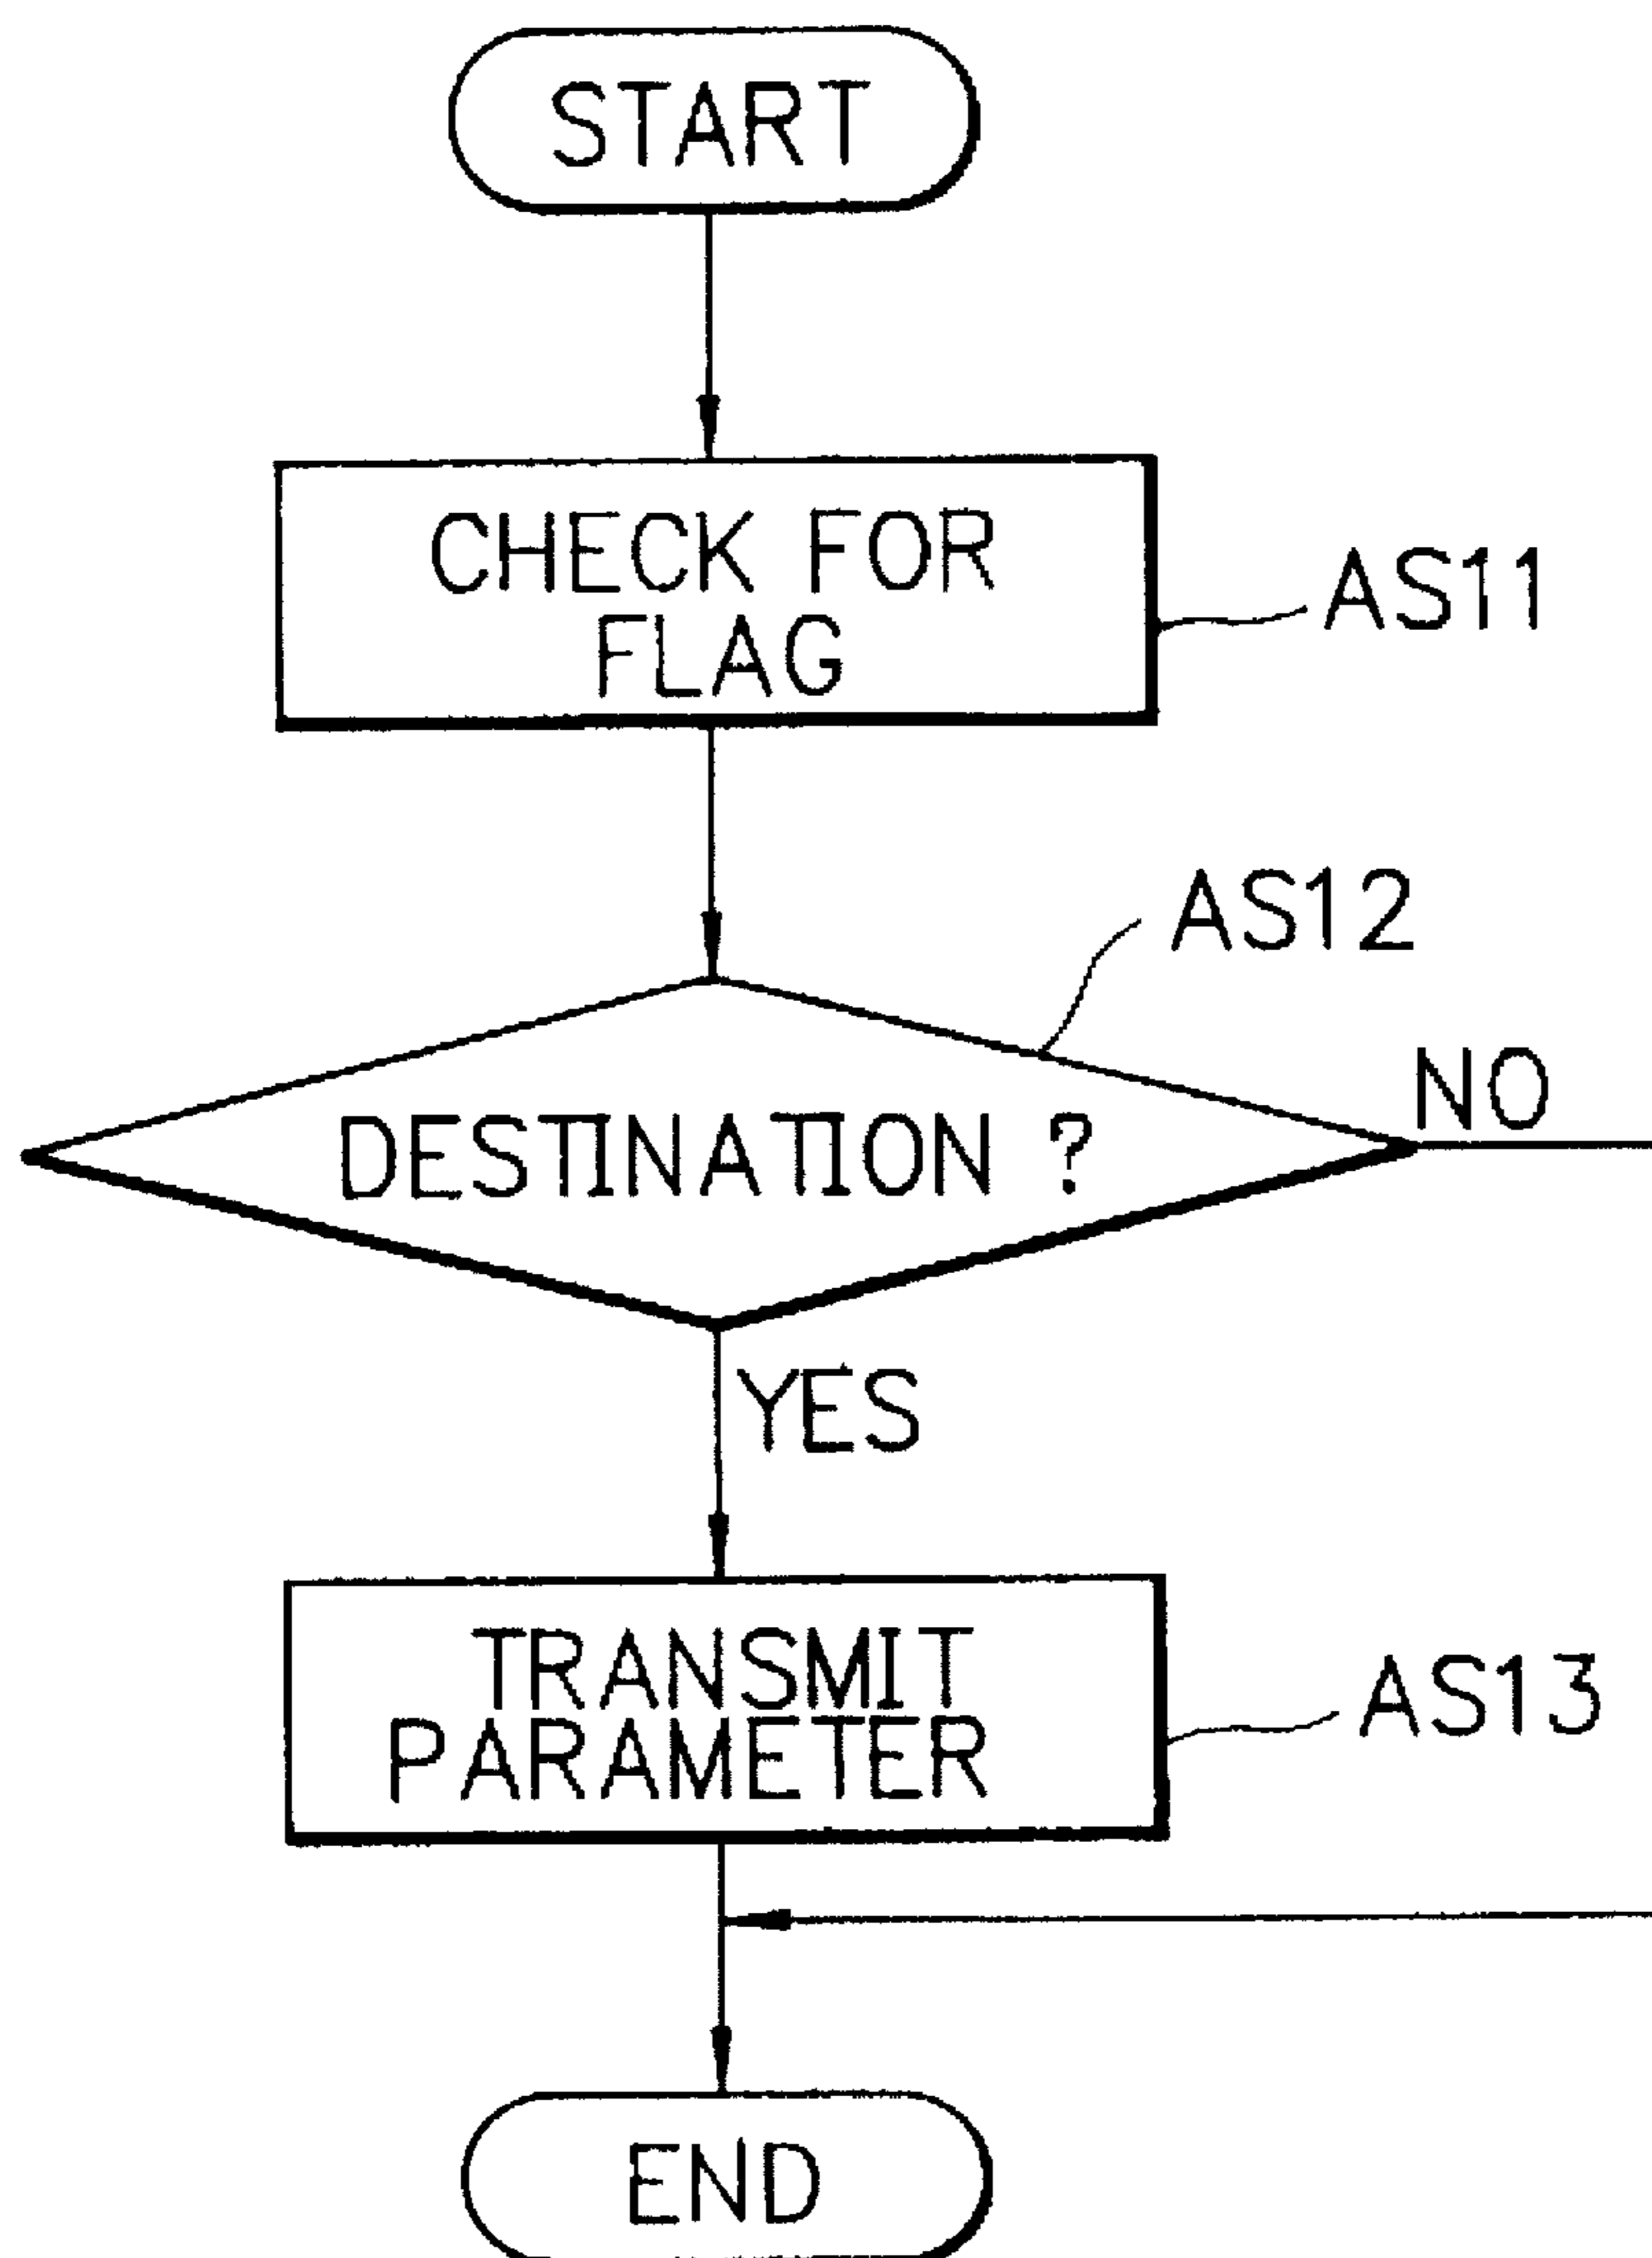 START
CHECK FOR
FLAG
AS11
AS12
DESTINATION ?
NO
YES
TRANSMIT
PARAMETER
AS13
END